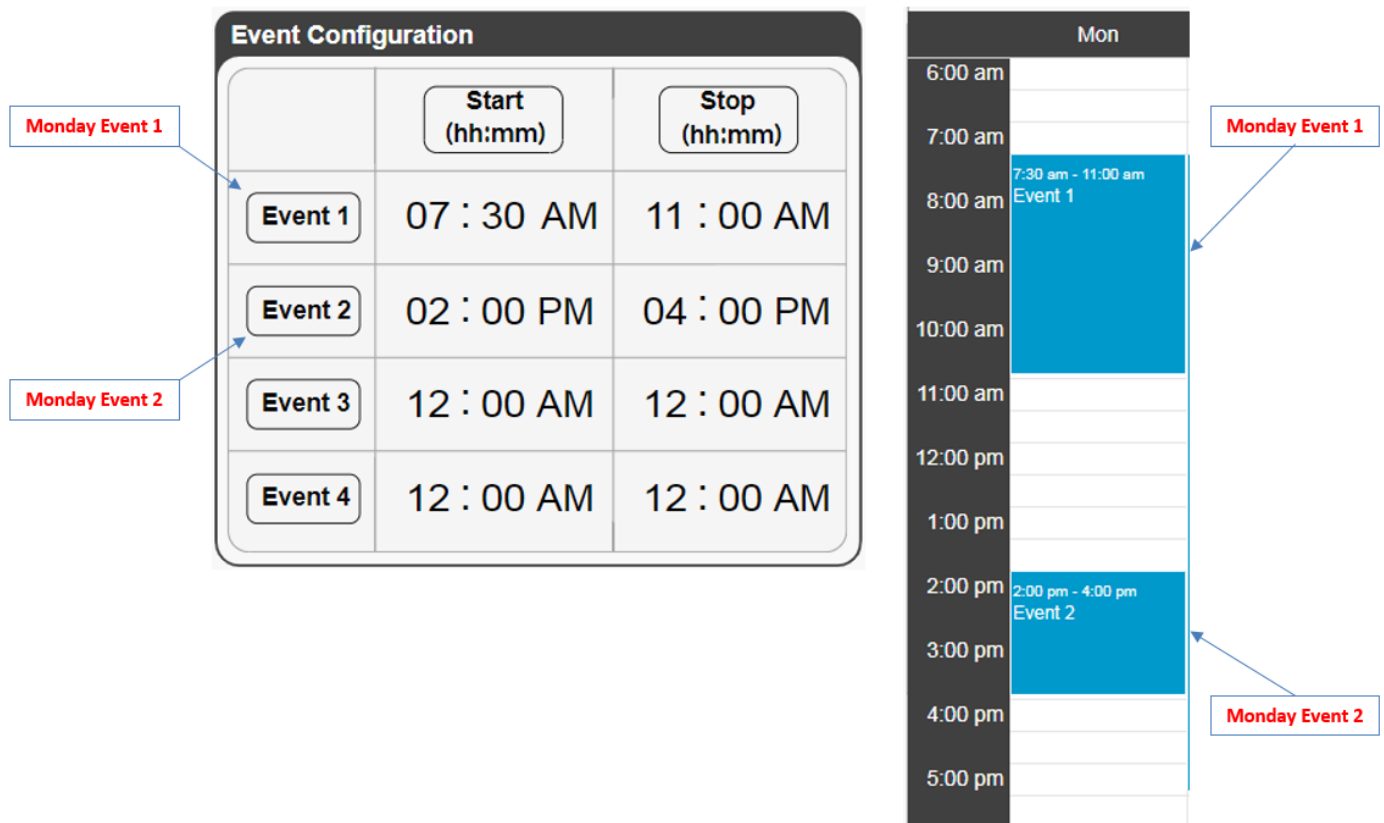 Event Configuration
Start
(hh:mm)
Stop
(hh:mm)
Monday Event 1
Event 1
07 : 30 AM
11 : 00 AM
Event 2
02 : 00 PM
04 : 00 PM
Monday Event 2
Event 3
12 : 00 AM
12 : 00 AM
Event 4
12 : 00 AM
12 : 00 AM
Mon
6:00 am
7:00 am
7:30 am - 11:00 am
Event 1
8:00 am
9:00 am
10:00 am
11:00 am
12:00 pm
1:00 pm
2:00 pm
2:00 pm - 4:00 pm
Event 2
3:00 pm
4:00 pm
5:00 pm
Monday Event 1
Monday Event 2